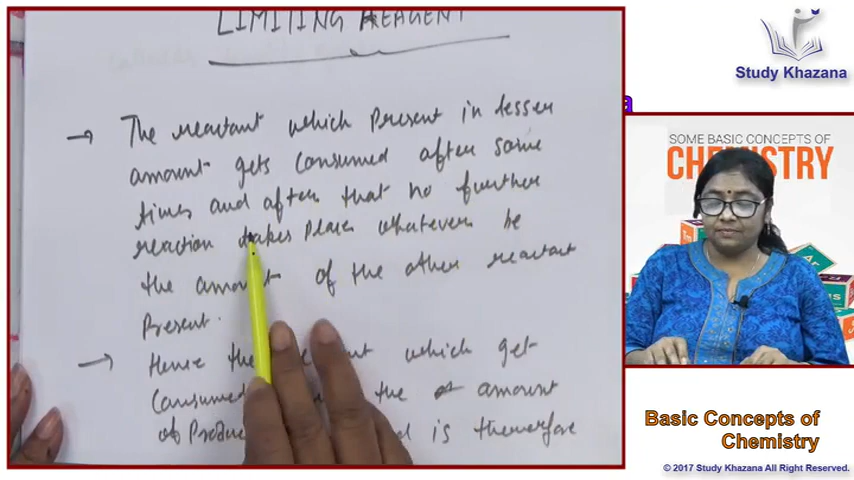 LIMITING REAGENT
→ The reactant which present in lesser
amount gets consumed after some
times and after that no further
reaction takes place whatever be
the amount of the other reactant
Present.
→ Hence the which get
Consumed the amount
of is therefore
Study Khazana
a
SOME BASIC CONCEPTS OF
CHEMISTRY
Basic Concepts of
Chemistry
© 2017 Study Khazana All Right Reserved.